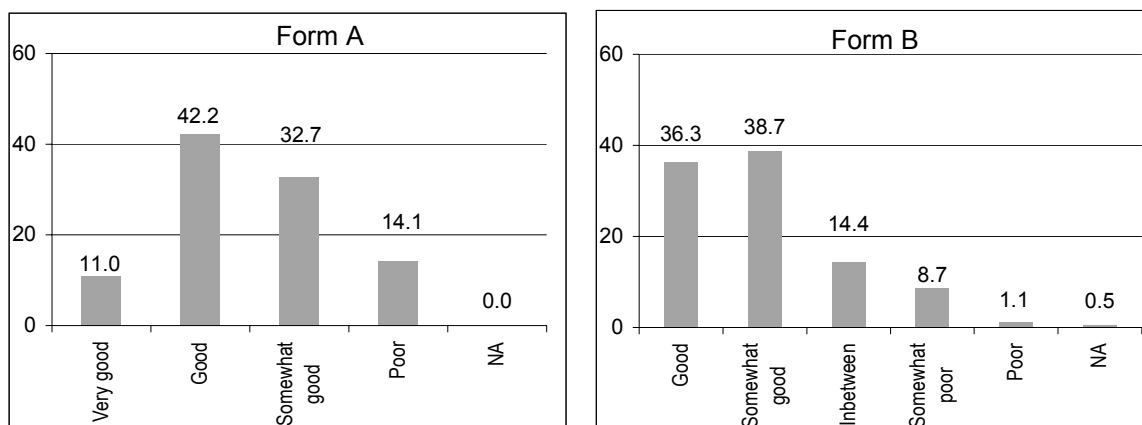 Form A
60
40
20
0
11.0
42.2
32.7
14.1
0.0
Very good
Good
Somewhat
good
Poor
NA
Form B
60
40
20
0
36.3
38.7
14.4
8.7
1.1
0.5
Good
Somewhat
good
Inbetween
Somewhat
poor
Poor
NA